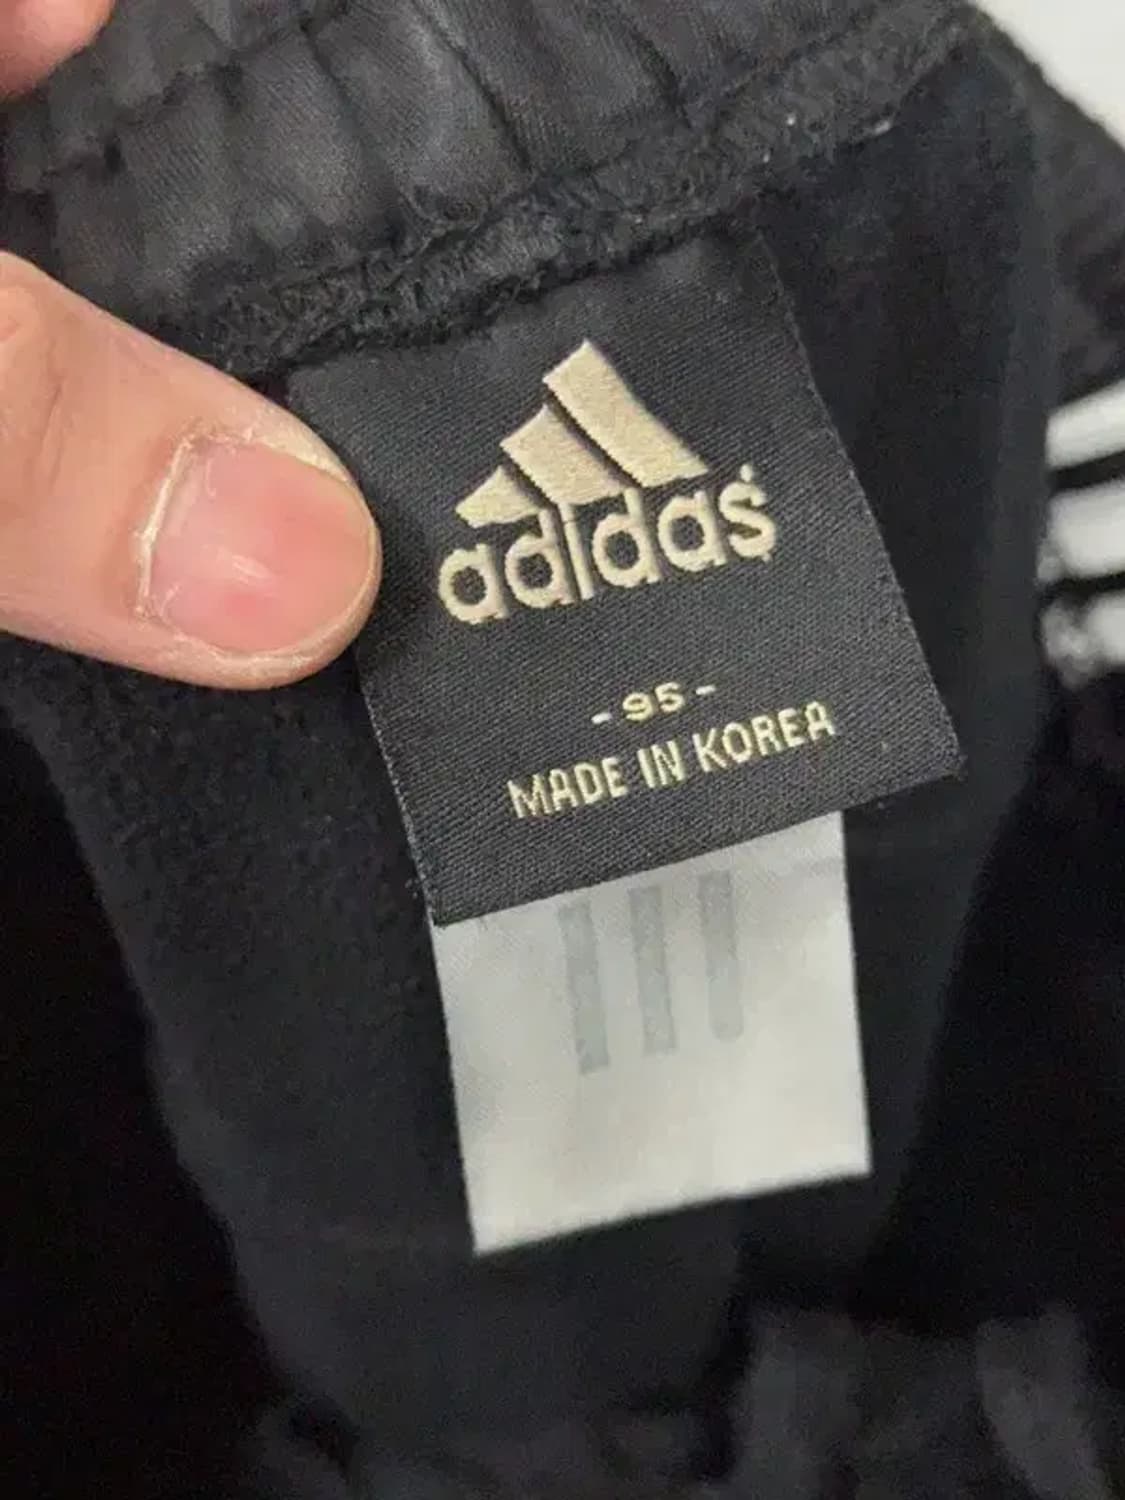 adidas
- 95 -
MADE IN KOREA